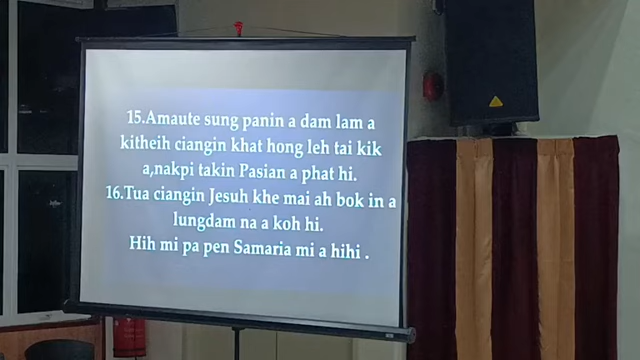 15.Amaute sung panin a dam lam a
kitheih ciangin khat hong leh tai kik
a,nakpi takin Pasian a phat hi.
16.Tua ciangin Jesuh khe mai ah bok in a
lungdam na a koh hi.
Hih mi pa pen Samaria mi a hihi .